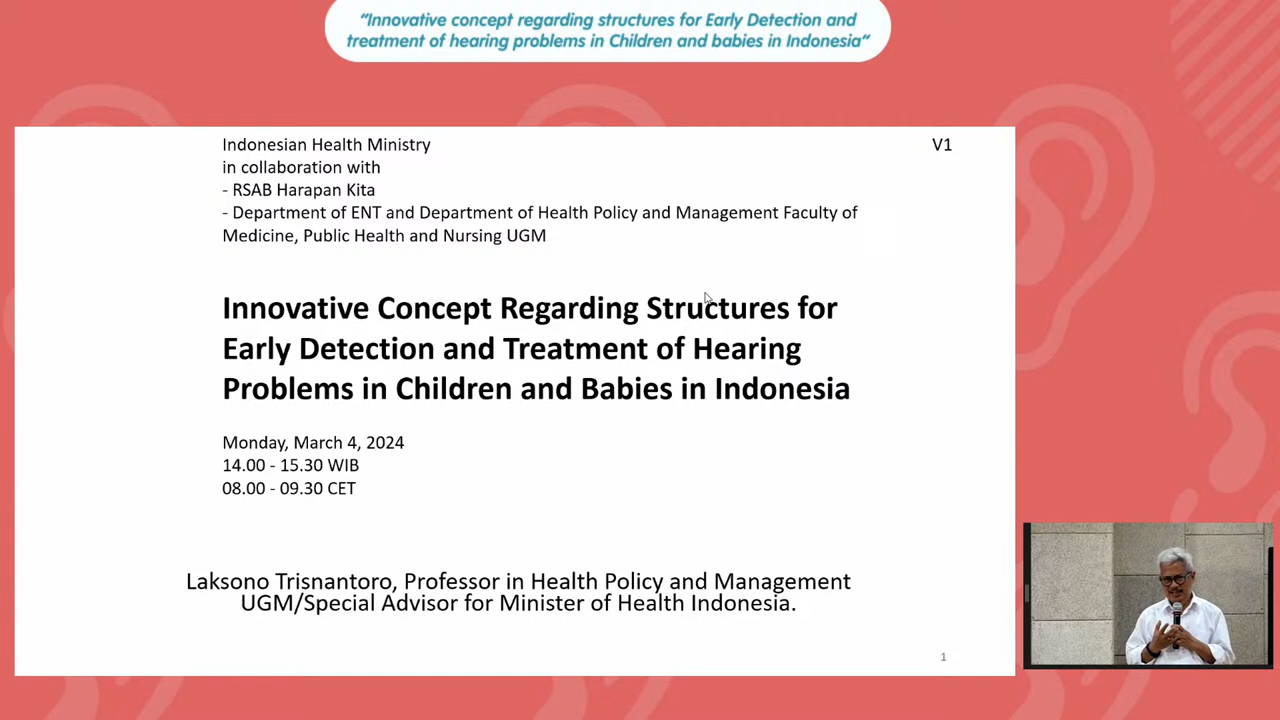 “Innovative concept regarding structures for Early Detection and
treatment of hearing problems in Children and babies in Indonesia“
Indonesian Health Ministry
V1
in collaboration with
- RSAB Harapan Kita
- Department of ENT and Department of Health Policy and Management Faculty of
Medicine, Public Health and Nursing UGM
Innovative Concept Regarding Structures for
Early Detection and Treatment of Hearing
Problems in Children and Babies in Indonesia
Monday, March 4, 2024
14.00 - 15.30 WIB
08.00 - 09.30 CET
Laksono Trisnantoro, Professor in Health Policy and Management
UGM/Special Advisor for Minister of Health Indonesia.
1